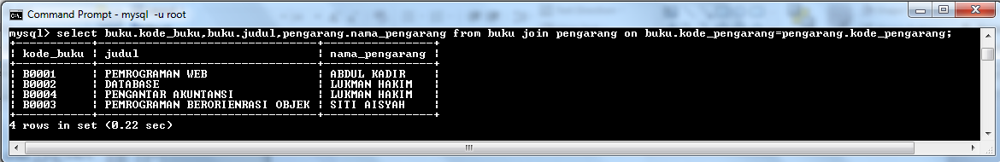 Command Prompt - mysql -u root
mysql> select buku.kode_buku,buku.judul,pengarang.nama_pengarang from buku join pengarang on buku.kode_pengarang=pengarang.kode_pengarang;
+-----------+-------------------------------+----------------+
| kode_buku | judul | nama_pengarang |
+-----------+-------------------------------+----------------+
| B0001 | PEMROGRAMAN WEB | ABDUL KADIR |
| B0002 | DATABASE | LUKMAN HAKIM |
| B0004 | PENGANTAR AKUNTANSI | LUKMAN HAKIM |
| B0003 | PEMROGRAMAN BERORIENRASI OBJEK | SITI AISYAH |
+-----------+-------------------------------+----------------+
4 rows in set (0.22 sec)